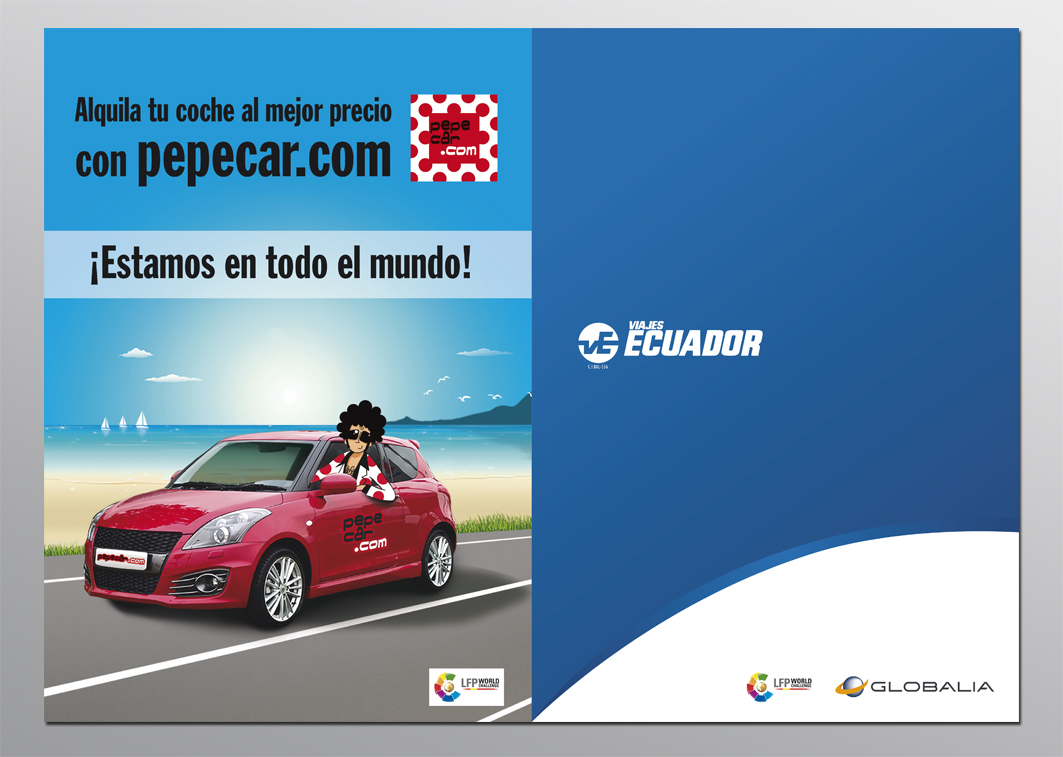 Alquila tu coche al mejor precio
con pepecar.com
pepe
car
.com
¡Estamos en todo el mundo!
pepe
car
.com
pepecar.com
LFP WORLD
CHALLENGE
VIAJES
ECUADOR
VE
LFP WORLD
CHALLENGE
GLOBALIA